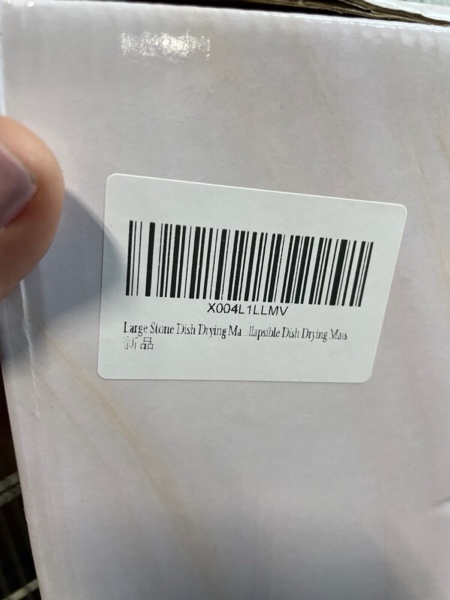 X004L1LLMV
Large Stone Dish Drying Ma...llapsible Dish Drying Mats
新品